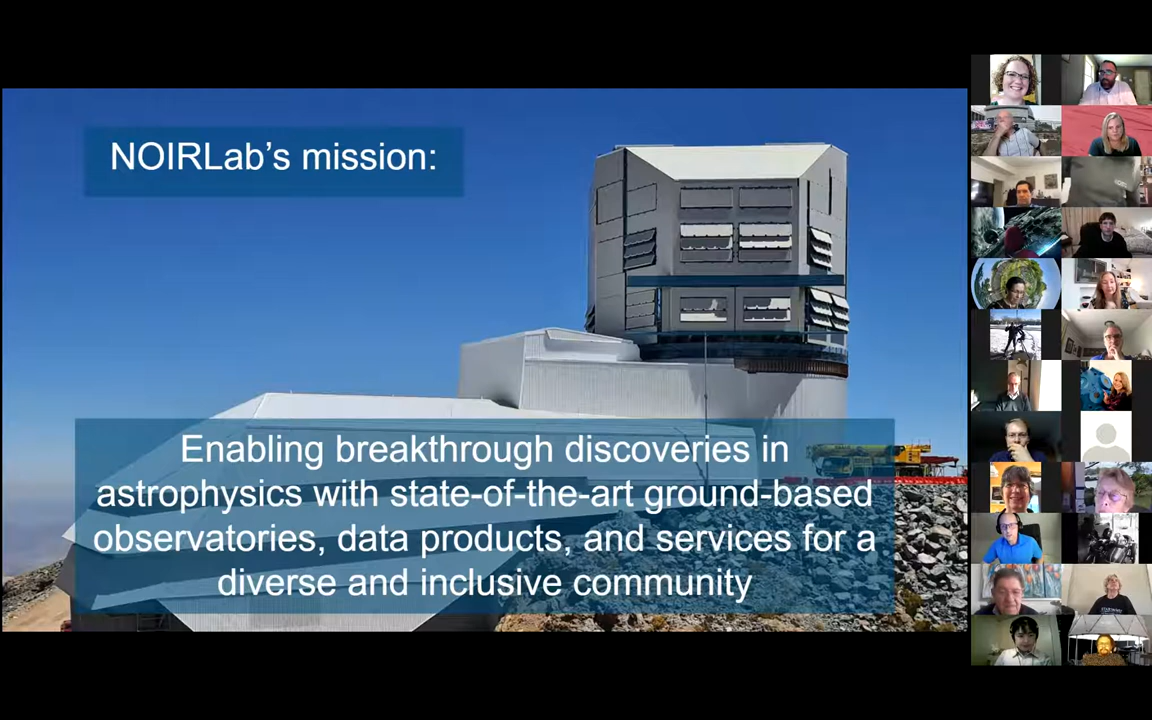 NOIRLab's mission:
Enabling breakthrough discoveries in
astrophysics with state-of-the-art ground-based
observatories, data products, and services for a
diverse and inclusive community